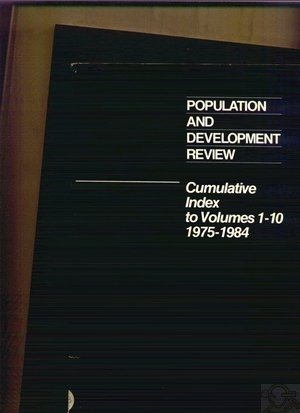 POPULATION
AND
DEVELOPMENT
REVIEW
Cumulative
Index
to Volumes 1-10
1975-1984